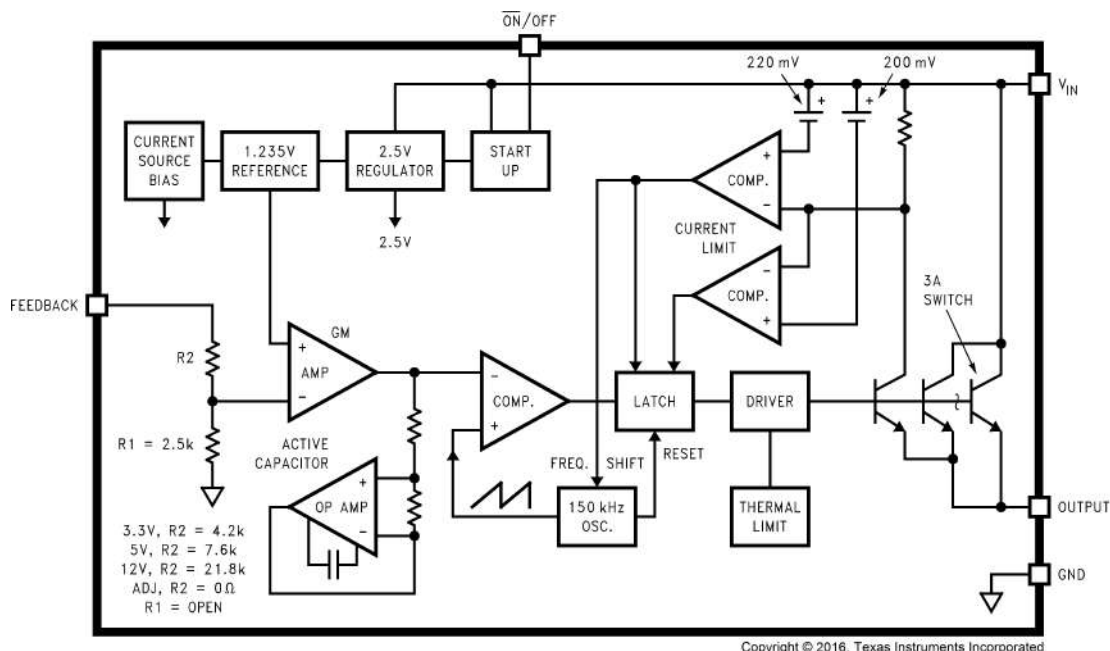 ON/OFF
220 mV
200 mV
+
+
VIN
CURRENT
SOURCE
BIAS
1.235V
REFERENCE
2.5V
REGULATOR
START
UP
+
COMP.
−
2.5V
CURRENT
LIMIT
−
COMP.
+
3A
SWITCH
FEEDBACK
R2
GM
+
AMP
−
−
COMP.
+
LATCH
DRIVER
R1 = 2.5k
ACTIVE
CAPACITOR
+
OP AMP
−
FREQ. SHIFT
RESET
150 kHz
OSC.
THERMAL
LIMIT
OUTPUT
3.3V, R2 = 4.2k
5V, R2 = 7.6k
12V, R2 = 21.8k
ADJ, R2 = 0Ω
R1 = OPEN
GND
Copyright © 2016, Texas Instruments Incorporated